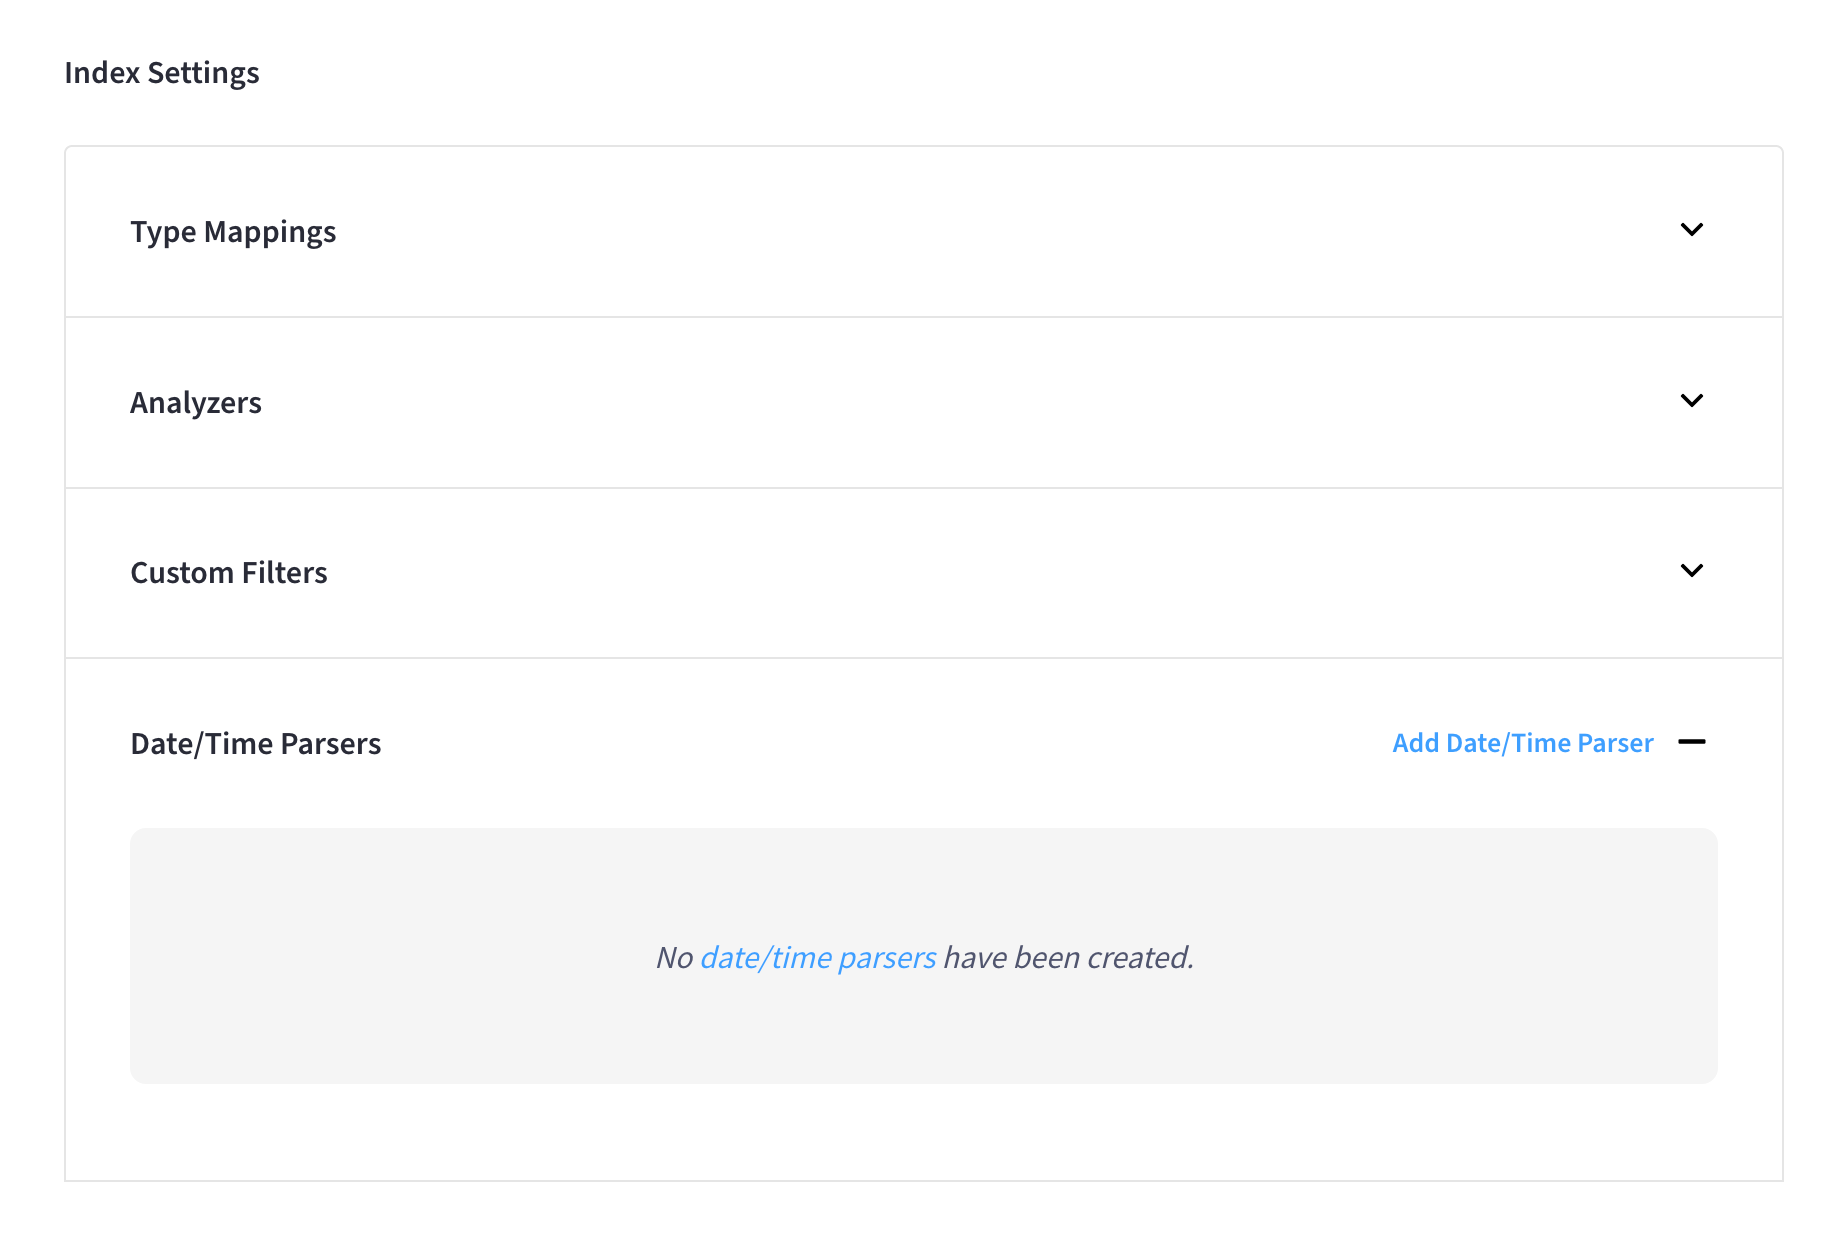 Index Settings
Type Mappings
Analyzers
Custom Filters
Date/Time Parsers
Add Date/Time Parser
No date/time parsers have been created.